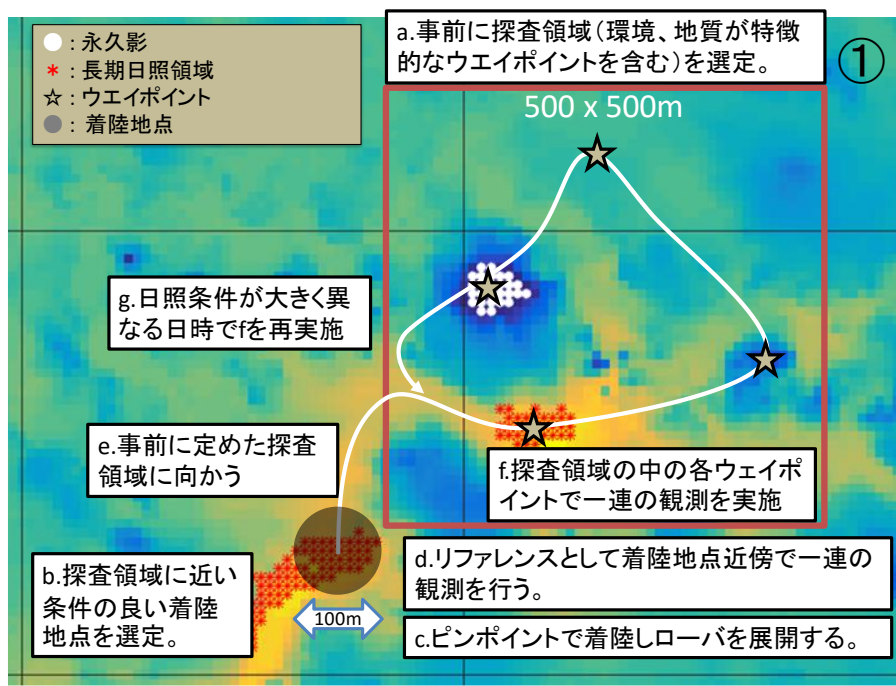 a.事前に探査領域（環境、地質が特徴
的なウエイポイントを含む）を選定。
①
● : 永久影
* : 長期日照領域
☆ : ウエイポイント
● : 着陸地点
500 x 500m
g.日照条件が大きく異
なる日時でfを再実施
e.事前に定めた探査
領域に向かう
f.探査領域の中の各ウェイポ
イントで一連の観測を実施
b.探査領域に近い
条件の良い着陸
地点を選定。
100m
d.リファレンスとして着陸地点近傍で一連の
観測を行う。
c.ピンポイントで着陸しローバを展開する。